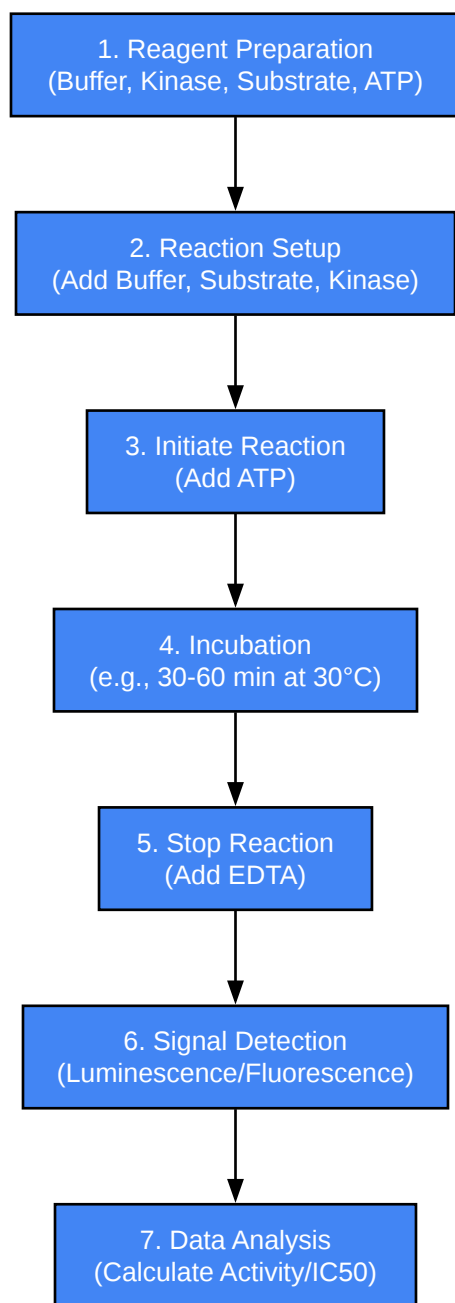 1. Reagent Preparation
(Buffer, Kinase, Substrate, ATP)
2. Reaction Setup
(Add Buffer, Substrate, Kinase)
3. Initiate Reaction
(Add ATP)
4. Incubation
(e.g., 30-60 min at 30°C)
5. Stop Reaction
(Add EDTA)
6. Signal Detection
(Luminescence/Fluorescence)
7. Data Analysis
(Calculate Activity/IC50)